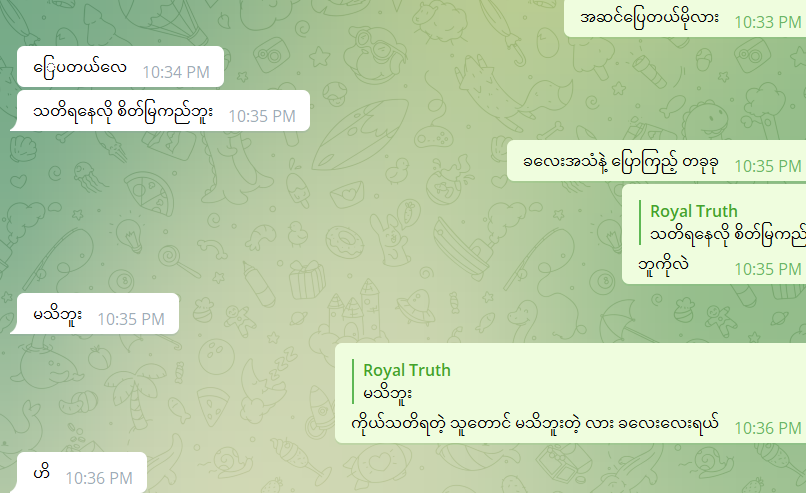 အဆင်ပြေတယ်မိုလား 10:33 PM
ြေပတယ်လေ 10:34 PM
သတိရနေလို စိတ်မြကည်ဘူး 10:35 PM
ခလေးအသံနဲ့ ပြောကြည့် တခုခု 10:35 PM
Royal Truth
သတိရနေလို စိတ်မြကည်
ဘူကိုလဲ 10:35 PM
မသိဘူး 10:35 PM
Royal Truth
မသိဘူး
ကိုယ်သတိရတဲ့ သူတောင် မသိဘူးတဲ့ လား ခလေးလေးရယ် 10:36 PM
ဟိ 10:36 PM